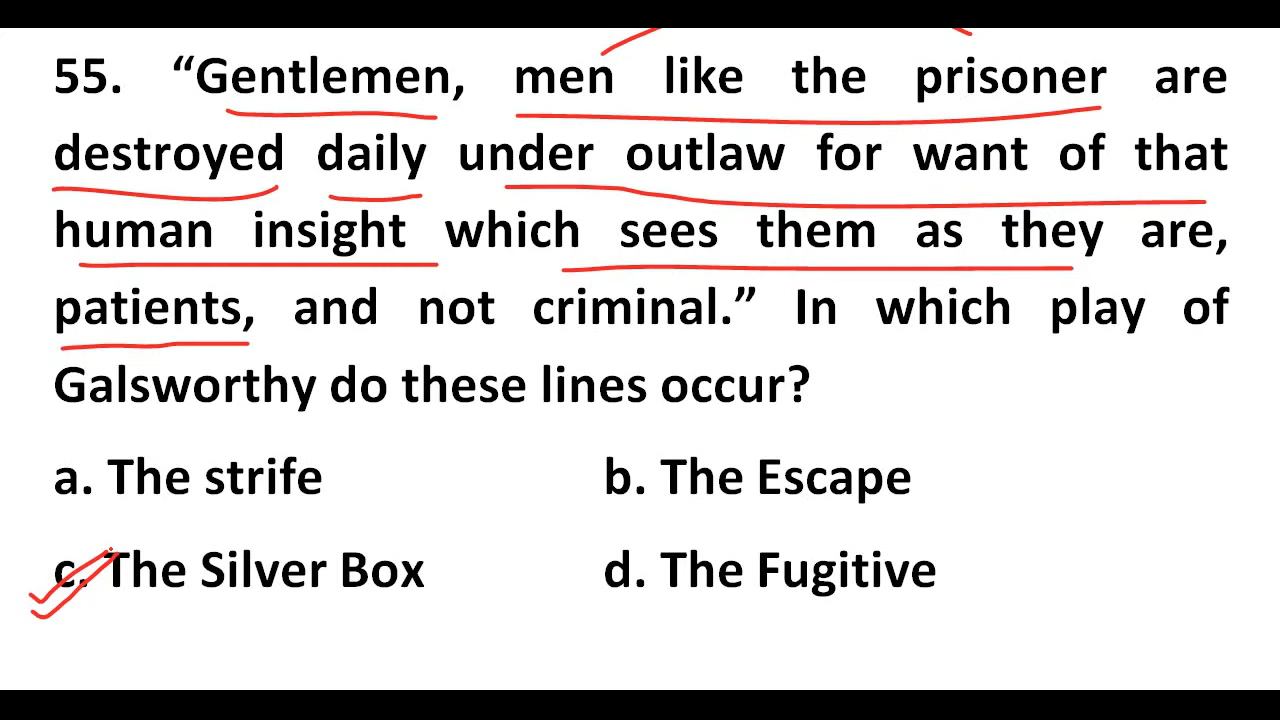 55. “Gentlemen, men like the prisoner are
destroyed daily under outlaw for want of that
human insight which sees them as they are,
patients, and not criminal.” In which play of
Galsworthy do these lines occur?
a. The strife b. The Escape
c. The Silver Box d. The Fugitive